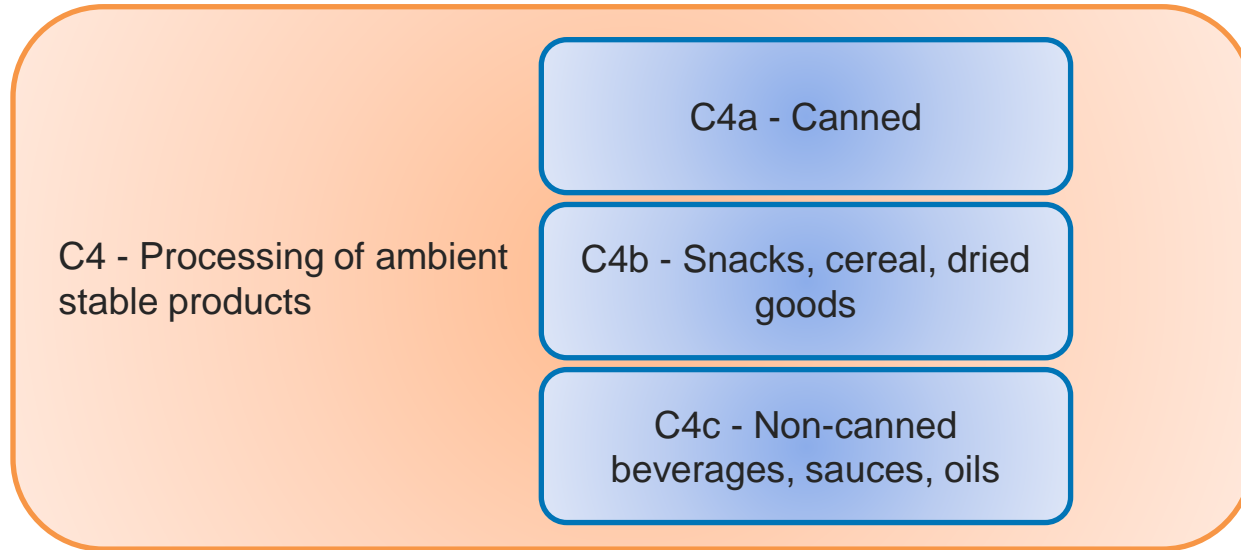 C4 - Processing of ambient
stable products
C4a - Canned
C4b - Snacks, cereal, dried
goods
C4c - Non-canned
beverages, sauces, oils